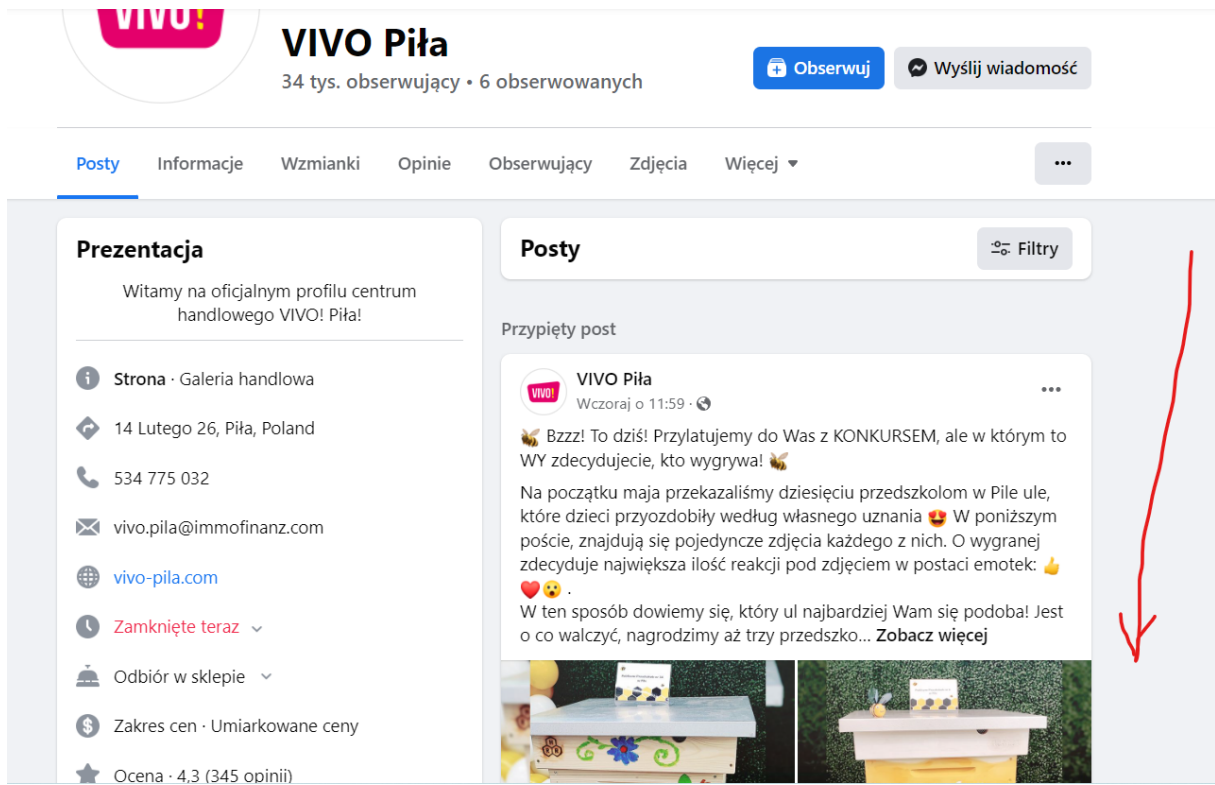 VIVO!
VIVO Piła
34 tys. obserwujący • 6 obserwowanych
Obserwuj
Wyślij wiadomość
Posty
Informacje
Wzmianki
Opinie
Obserwujący
Zdjęcia
Więcej
Prezentacja
Witamy na oficjalnym profilu centrum
handlowego VIVO! Piła!
Strona · Galeria handlowa
14 Lutego 26, Piła, Poland
534 775 032
vivo.pila@immofinanz.com
vivo-pila.com
Zamknięte teraz
Odbiór w sklepie
Zakres cen · Umiarkowane ceny
Ocena · 4,3 (345 opinii)
Posty
Filtry
Przypięty post
VIVO!
VIVO Piła
Wczoraj o 11:59 ·
🐝 Bzzz! To dziś! Przylatujemy do Was z KONKURSEM, ale w którym to
WY zdecydujecie, kto wygrywa! 🐝
Na początku maja przekazaliśmy dziesięciu przedszkolom w Pile ule,
które dzieci przyozdobiły według własnego uznania 😍 W poniższym
poście, znajdują się pojedyncze zdjęcia każdego z nich. O wygranej
zdecyduje największa ilość reakcji pod zdjęciem w postaci emotek: 👍
❤️😮 .
W ten sposób dowiemy się, który ul najbardziej Wam się podoba! Jest
o co walczyć, nagrodzimy aż trzy przedszko... Zobacz więcej